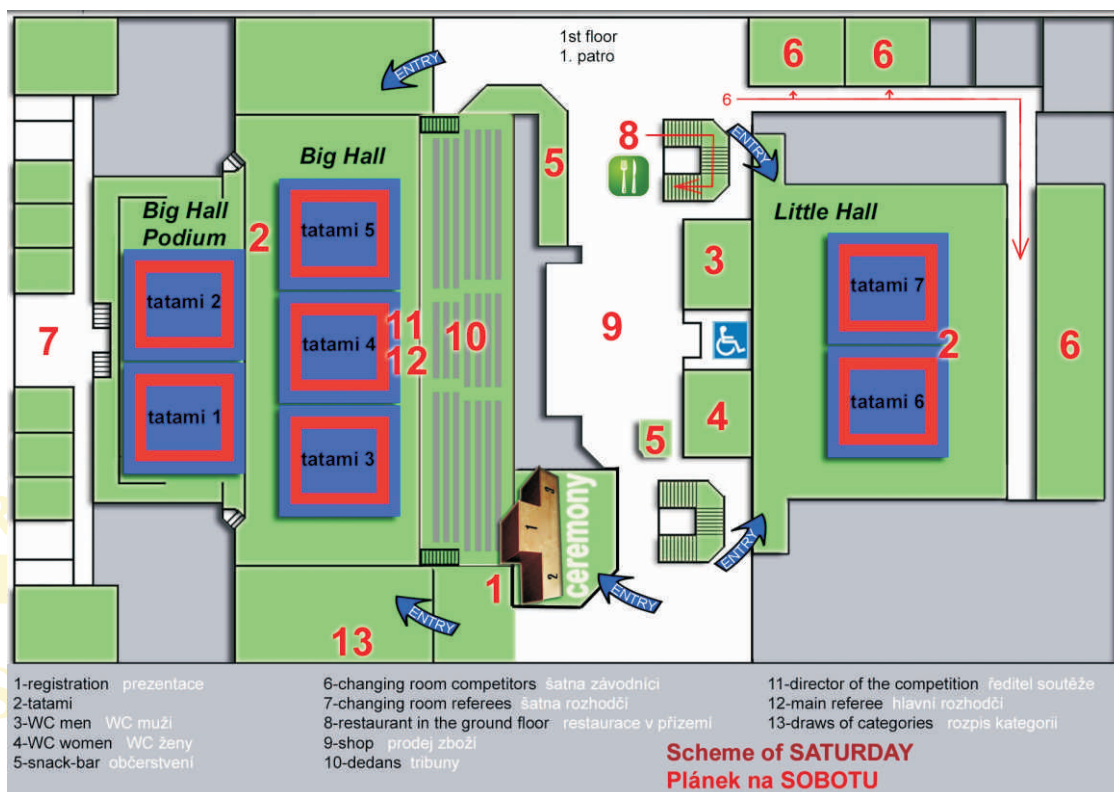 1st floor
1. patro
ENTRY
6
6
6
8
ENTRY
5
Big Hall
Big Hall
Podium
2
tatami 5
Little Hall
3
tatami 2
tatami 7
7
11
10
9
tatami 4
12
2
6
tatami 1
tatami 6
4
5
tatami 3
3
1
2
ceremony
ENTRY
ENTRY
1
ENTRY
13
1-registration prezentace
2-tatami
3-WC men WC muži
4-WC women WC ženy
5-snack-bar občerstvení
6-changing room competitors šatna závodníci
7-changing room referees šatna rozhodčí
8-restaurant in the ground floor restaurace v přízemí
9-shop prodej zboží
10-dedans tribuny
11-director of the competition ředitel soutěže
12-main referee hlavní rozhodčí
13-draws of categories rozpis kategorii
Scheme of SATURDAY
Plánek na SOBOTU